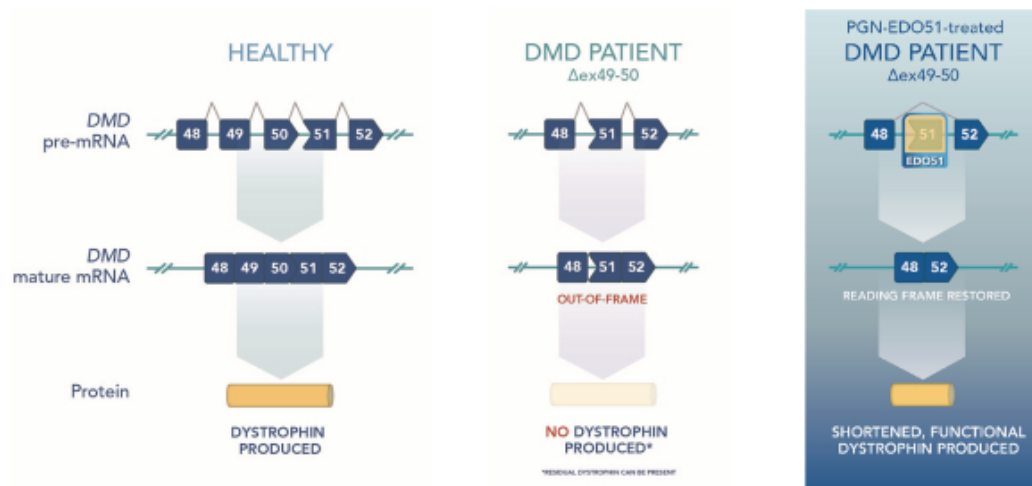 HEALTHY
DMD PATIENT
Δex49-50
PGN-EDO51-treated
DMD PATIENT
Δex49-50
DMD
pre-mRNA
48 49 50 51 52
48 51 52
48 51 52
EDO51
DMD
mature mRNA
48 49 50 51 52
48 51 52
48 52
OUT-OF-FRAME
READING FRAME RESTORED
Protein
DYSTROPHIN
PRODUCED
NO DYSTROPHIN
PRODUCED*
*RESIDUAL DYSTROPHIN CAN BE PRESENT
SHORTENED, FUNCTIONAL
DYSTROPHIN PRODUCED